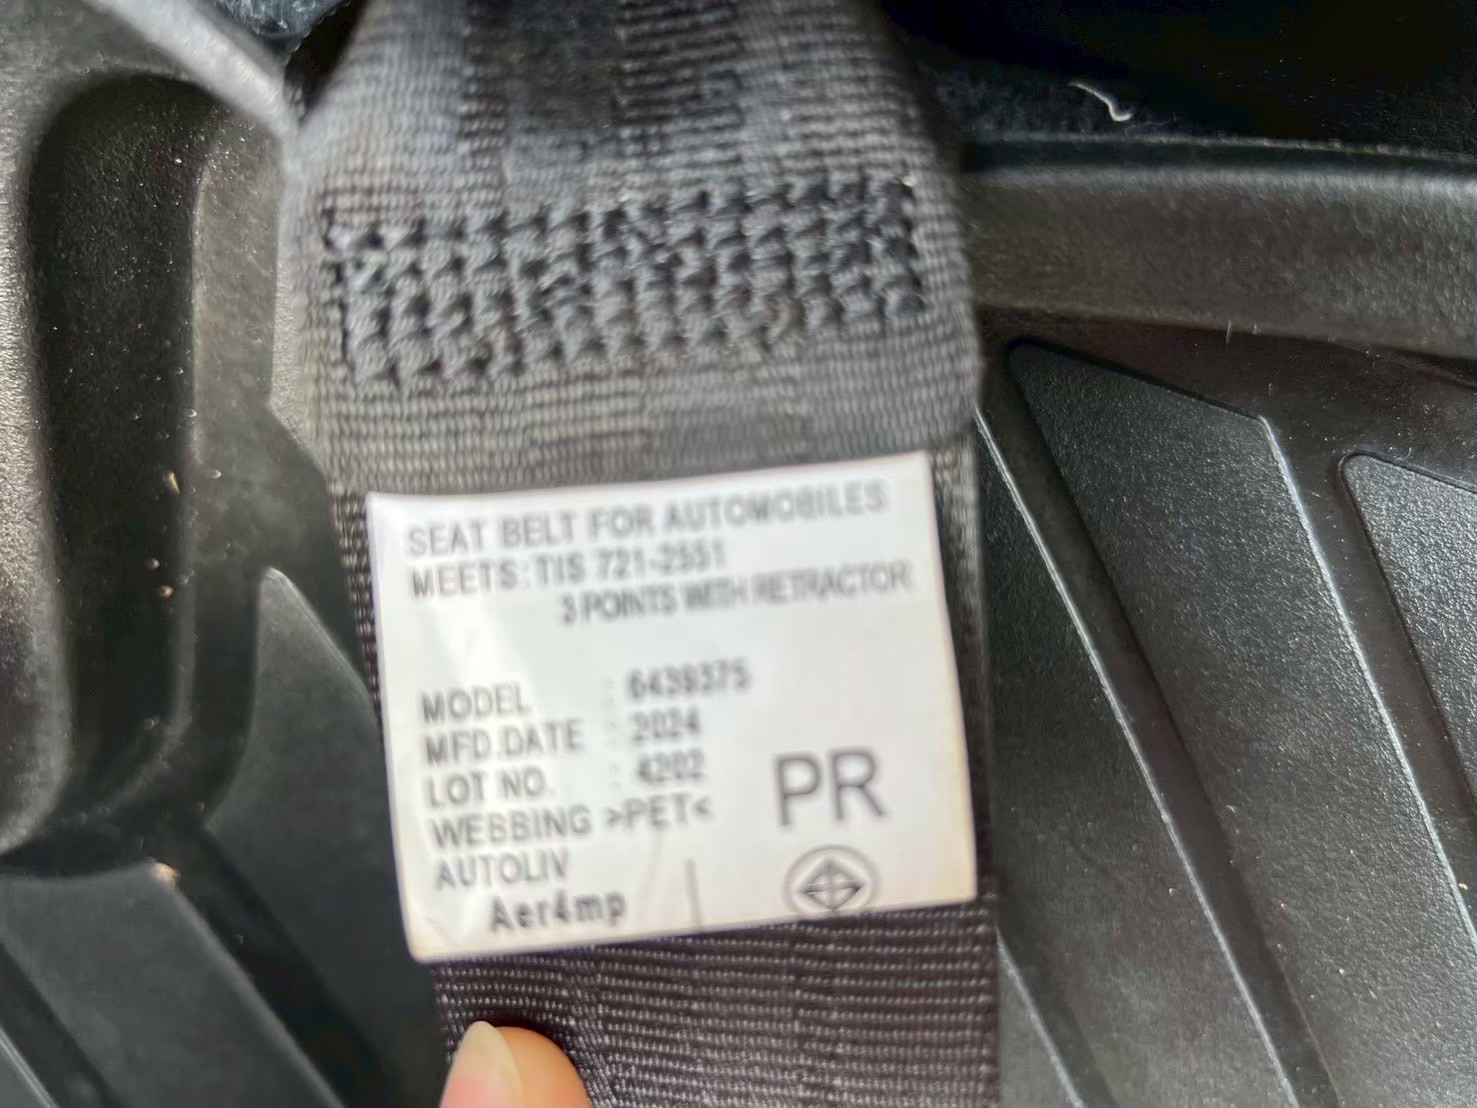 SEAT BELT FOR AUTOMOBILES
MEETS:TIS 721-2551
3 POINTS WITH RETRACTOR
MODEL : 6439375
MFD.DATE : 2024
LOT NO. : 4202
WEBBING >PET<
AUTOLIV
Aer4mp
PR